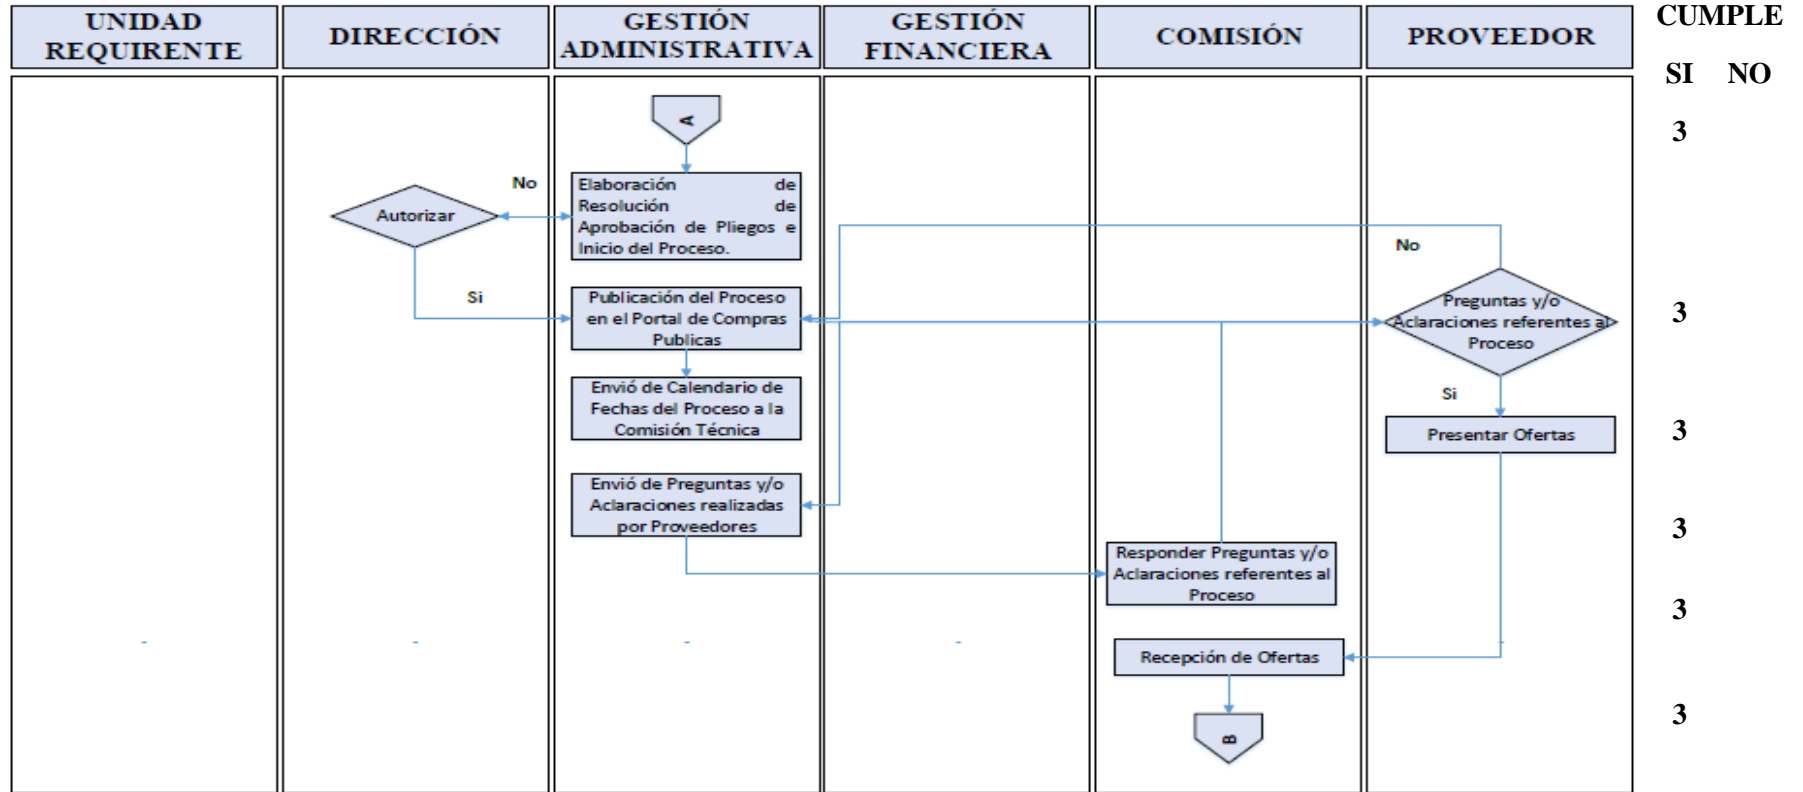 UNIDAD
REQUIRENTE
DIRECCIÓN
GESTIÓN
ADMINISTRATIVA
GESTIÓN
FINANCIERA
COMISIÓN
PROVEEDOR
CUMPLE
SI NO
A
3
No
Elaboración de
Resolución de
Aprobación de Pliegos e
Inicio del Proceso.
Autorizar
No
Si
Publicación del Proceso
en el Portal de Compras
Publicas
Preguntas y/o
Aclaraciones referentes al
Proceso
3
Envió de Calendario de
Fechas del Proceso a la
Comisión Técnica
Si
Presentar Ofertas
3
Envió de Preguntas y/o
Aclaraciones realizadas
por Proveedores
3
Responder Preguntas y/o
Aclaraciones referentes al
Proceso
3
- - - - -
Recepción de Ofertas
3
B